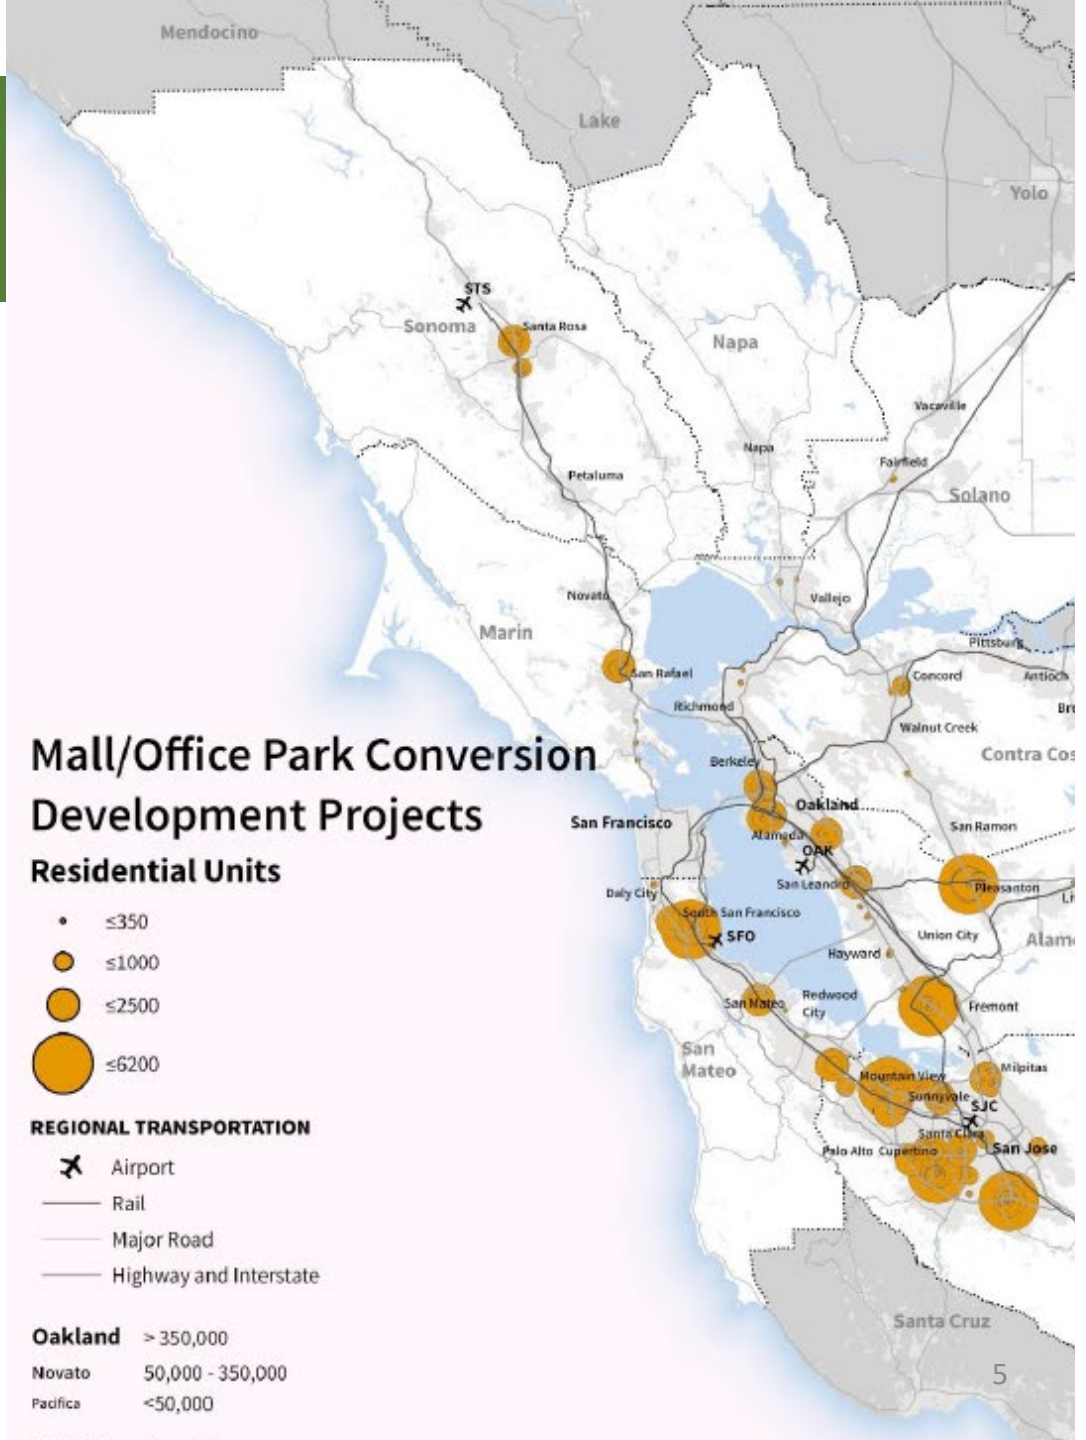 Mendocino
Lake
Yolo
STS
Sonoma
Santa Rosa
Napa
Vacaville
Napa
Fairfield
Petaluma
Solano
Novato
Vallejo
Marin
Pittsburg
San Rafael
Concord
Antioch
Richmond
Bre
Walnut Creek
Contra Cos
Berkeley
Oakland
San Francisco
Alameda
San Ramon
OAK
Daly City
San Leandro
Pleasanton
Li
South San Francisco
SFO
Union City
Alam
Hayward
San Mateo
Redwood
City
Fremont
San
Mateo
Mountain View
Milpitas
Sunnyvale
SJC
Santa Clara
Palo Alto
Cupertino
San Jose
Santa Cruz
Mall/Office Park Conversion
Development Projects
Residential Units
≤350
≤1000
≤2500
≤6200
REGIONAL TRANSPORTATION
Airport
Rail
Major Road
Highway and Interstate
Oakland > 350,000
Novato 50,000 - 350,000
Pacifica <50,000
5